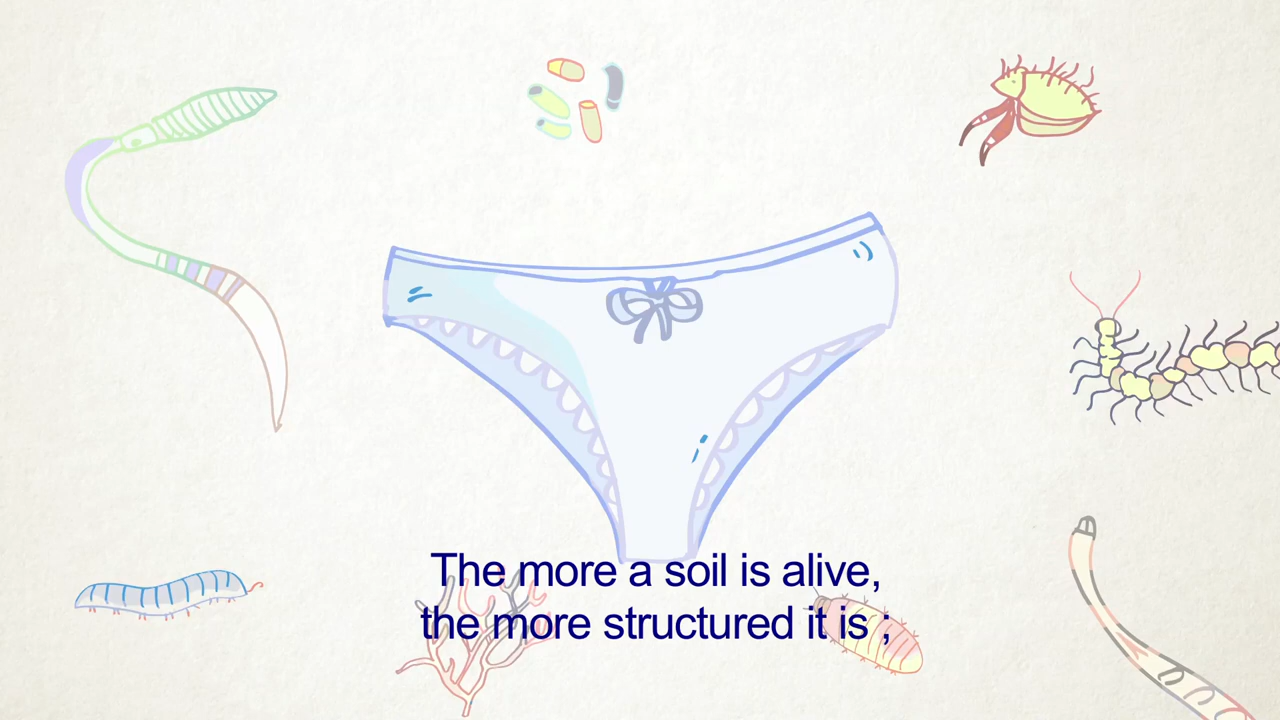 The more a soil is alive,
the more structured it is ;